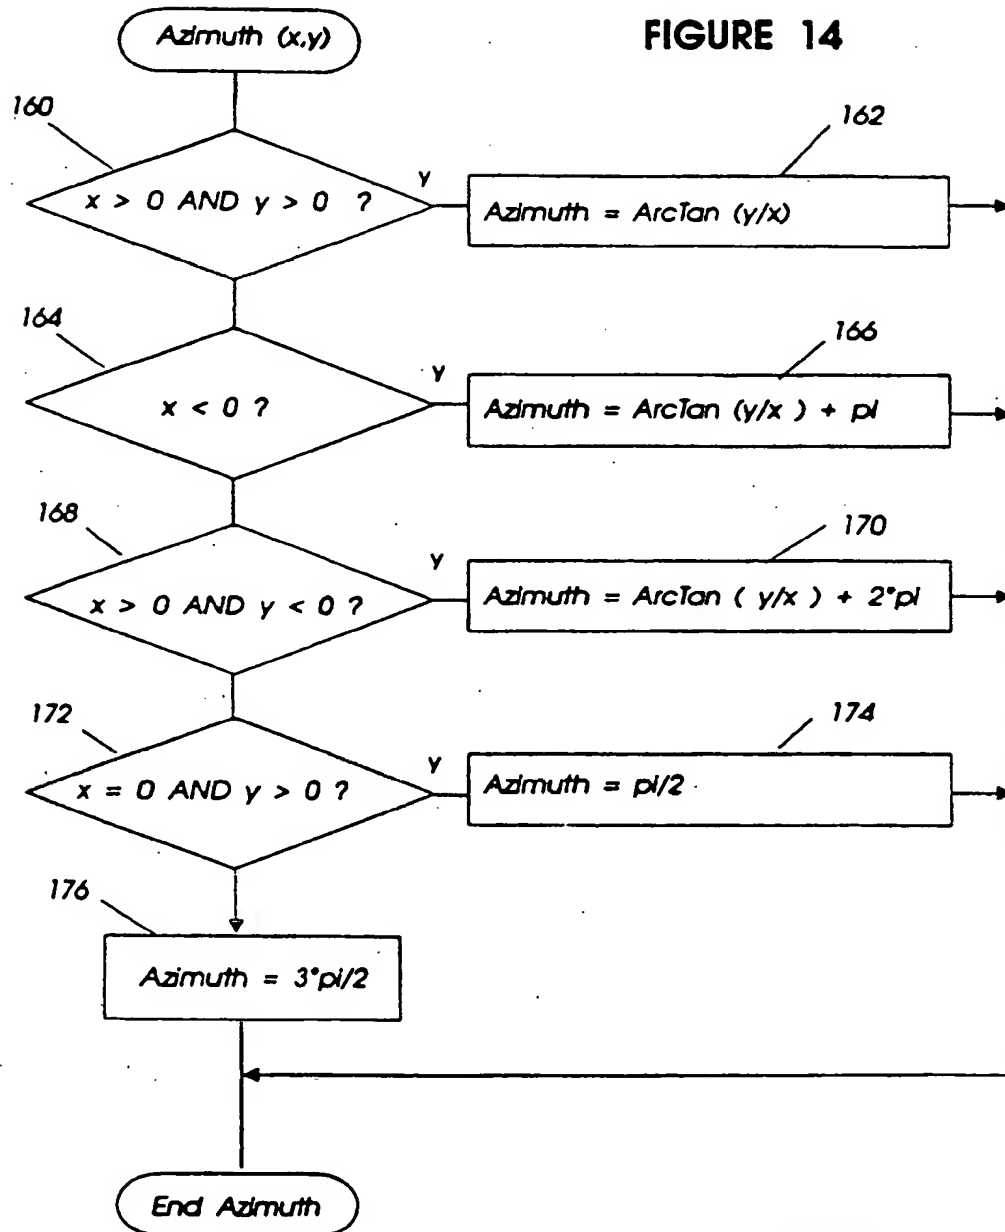 Azimuth (x,y)
FIGURE 14
160
162
x > 0 AND y > 0 ?
Y
Azimuth = ArcTan (y/x)
164
166
x < 0 ?
Y
Azimuth = ArcTan (y/x ) + pi
168
170
x > 0 AND y < 0 ?
Y
Azimuth = ArcTan ( y/x ) + 2*pi
172
174
x = 0 AND y > 0 ?
Y
Azimuth = pi/2
176
Azimuth = 3*pi/2
End Azimuth